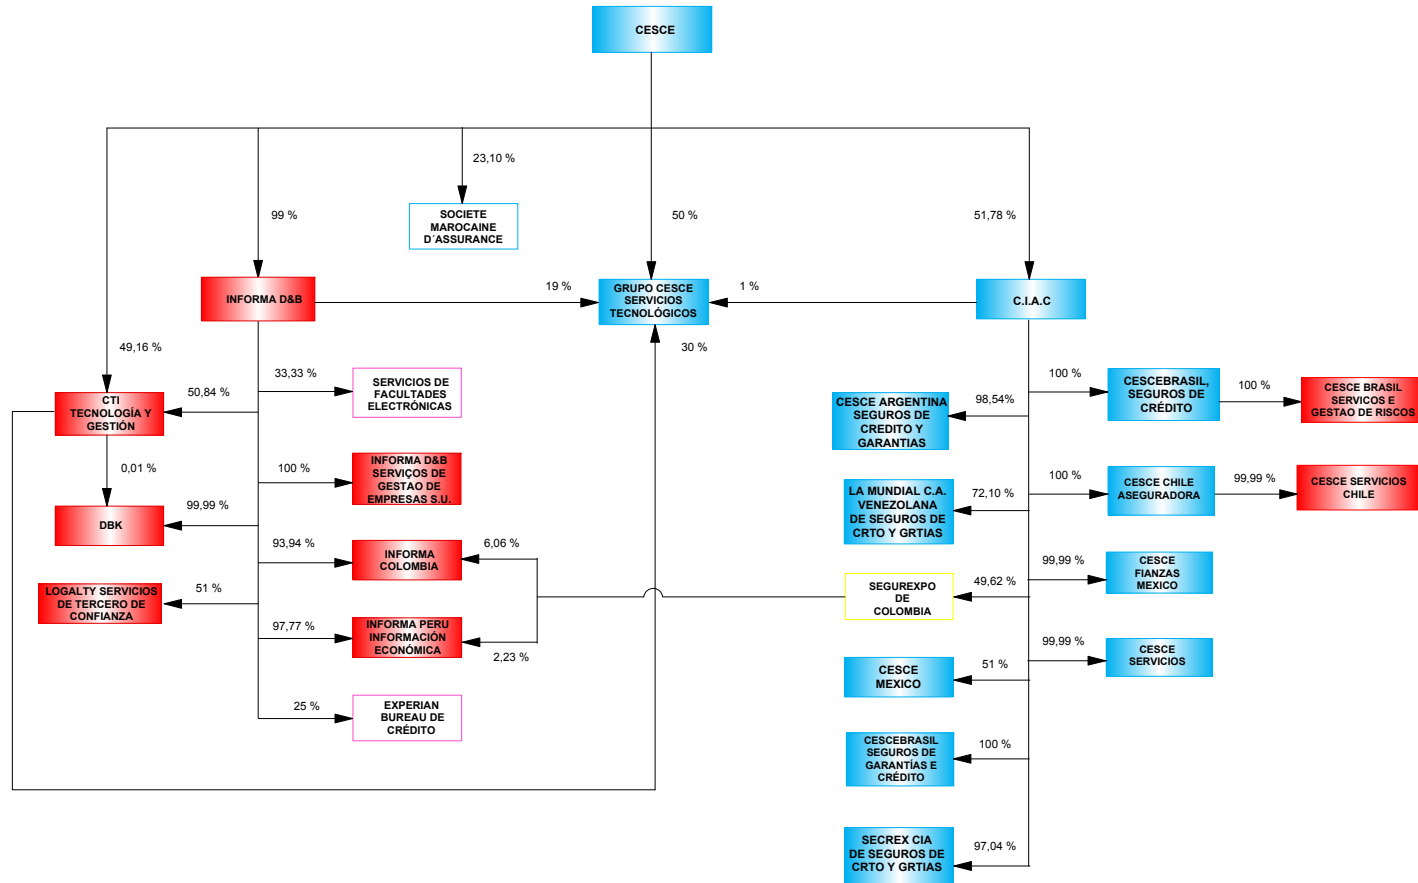 CESCE
23,10 %
99 %
SOCIETE
MAROCAINE
D´ASSURANCE
50 %
51,78 %
INFORMA D&B
19 %
GRUPO CESCE
SERVICIOS
TECNOLÓGICOS
1 %
C.I.A.C
49,16 %
30 %
CTI
TECNOLOGÍA Y
GESTIÓN
50,84 %
33,33 %
SERVICIOS DE
FACULTADES
ELECTRÓNICAS
0,01 %
100 %
INFORMA D&B
SERVIÇOS DE
GESTAO DE
EMPRESAS S.U.
DBK
99,99 %
93,94 %
INFORMA
COLOMBIA
6,06 %
LOGALTY SERVICIOS
DE TERCERO DE
CONFIANZA
51 %
97,77 %
INFORMA PERU
INFORMACIÓN
ECONÓMICA
2,23 %
25 %
EXPERIAN
BUREAU DE
CRÉDITO
CESCE ARGENTINA
SEGUROS DE
CREDITO Y
GARANTIAS
98,54%
100 %
CESCEBRASIL,
SEGUROS DE
CRÉDITO
100 %
CESCE BRASIL
SERVICOS E
GESTAO DE RISCOS
LA MUNDIAL C.A.
VENEZOLANA
DE SEGUROS DE
CRTO Y GRTIAS
72,10%
100 %
CESCE CHILE
ASEGURADORA
99,99 %
CESCE SERVICIOS
CHILE
SEGUREXPO
DE
COLOMBIA
49,62 %
99,99 %
CESCE
FIANZAS
MEXICO
CESCE
MEXICO
51 %
99,99 %
CESCE
SERVICIOS
CESCEBRASIL
SEGUROS DE
GARANTÍAS E
CRÉDITO
100 %
SECREX CIA
DE SEGUROS DE
CRTO Y GRTIAS
97,04 %